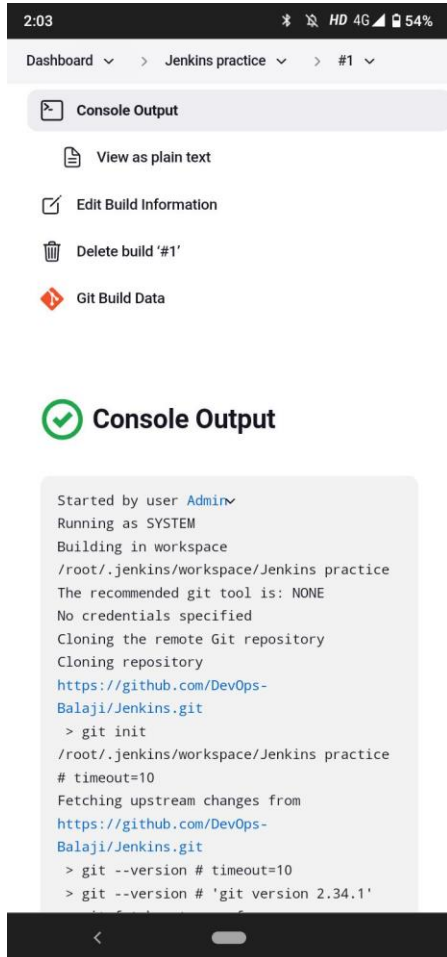 2:03 HD 4G 54%
Dashboard > Jenkins practice > #1
Console Output
View as plain text
Edit Build Information
Delete build '#1'
Git Build Data
Console Output
Started by user Admin
Running as SYSTEM
Building in workspace
/root/.jenkins/workspace/Jenkins practice
The recommended git tool is: NONE
No credentials specified
Cloning the remote Git repository
Cloning repository
https://github.com/DevOps-
Balaji/Jenkins.git
> git init
/root/.jenkins/workspace/Jenkins practice
# timeout=10
Fetching upstream changes from
https://github.com/DevOps-
Balaji/Jenkins.git
> git --version # timeout=10
> git --version # 'git version 2.34.1'